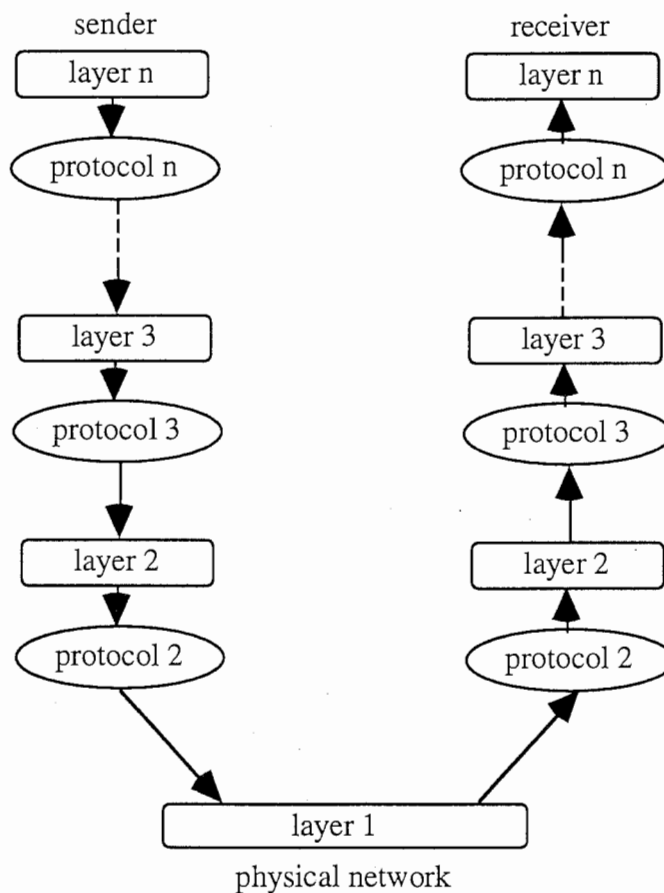 sender
receiver
layer n
layer n
protocol n
protocol n
layer 3
layer 3
protocol 3
protocol 3
layer 2
layer 2
protocol 2
protocol 2
layer 1
physical network